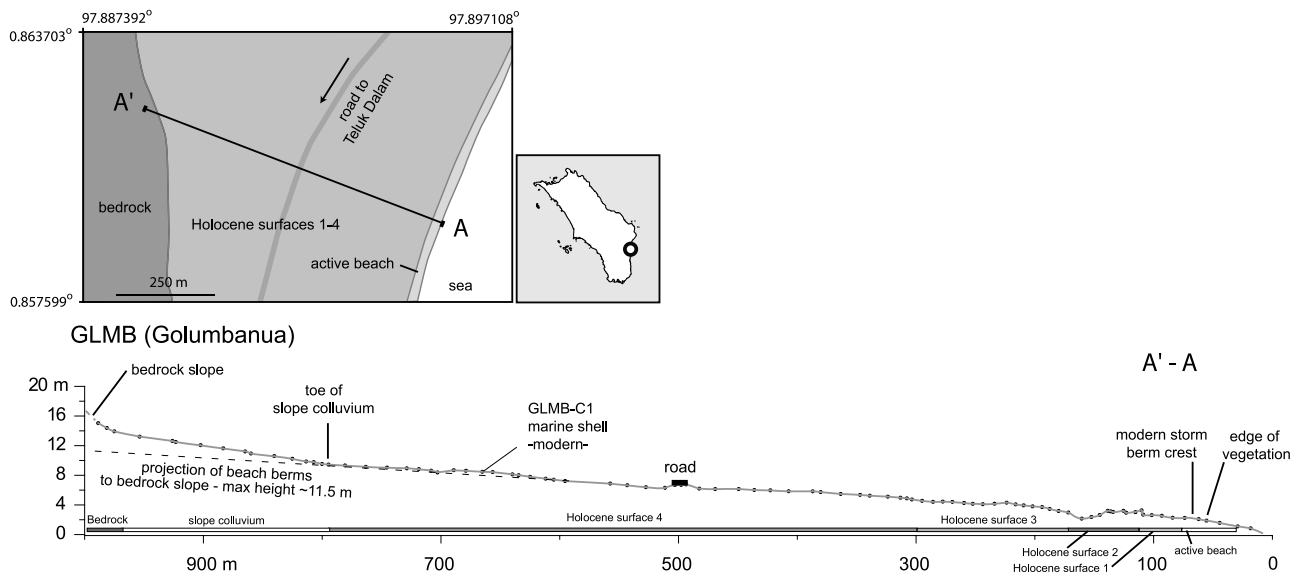 97.887392°
97.897108°
0.863703°
A'
road to
Teluk Dalam
bedrock
Holocene surfaces 1-4
A
active beach
250 m
sea
0.857599°
GLMB (Golumbanua)
A' - A
bedrock slope
20 m
16
12
8
4
0
toe of
slope colluvium
GLMB-C1
marine shell
-modern-
modern storm
berm crest
edge of
vegetation
projection of beach berms
to bedrock slope - max height ~11.5 m
road
Bedrock
slope colluvium
Holocene surface 4
Holocene surface 3
Holocene surface 2
Holocene surface 1
active beach
900 m
700
500
300
100
0